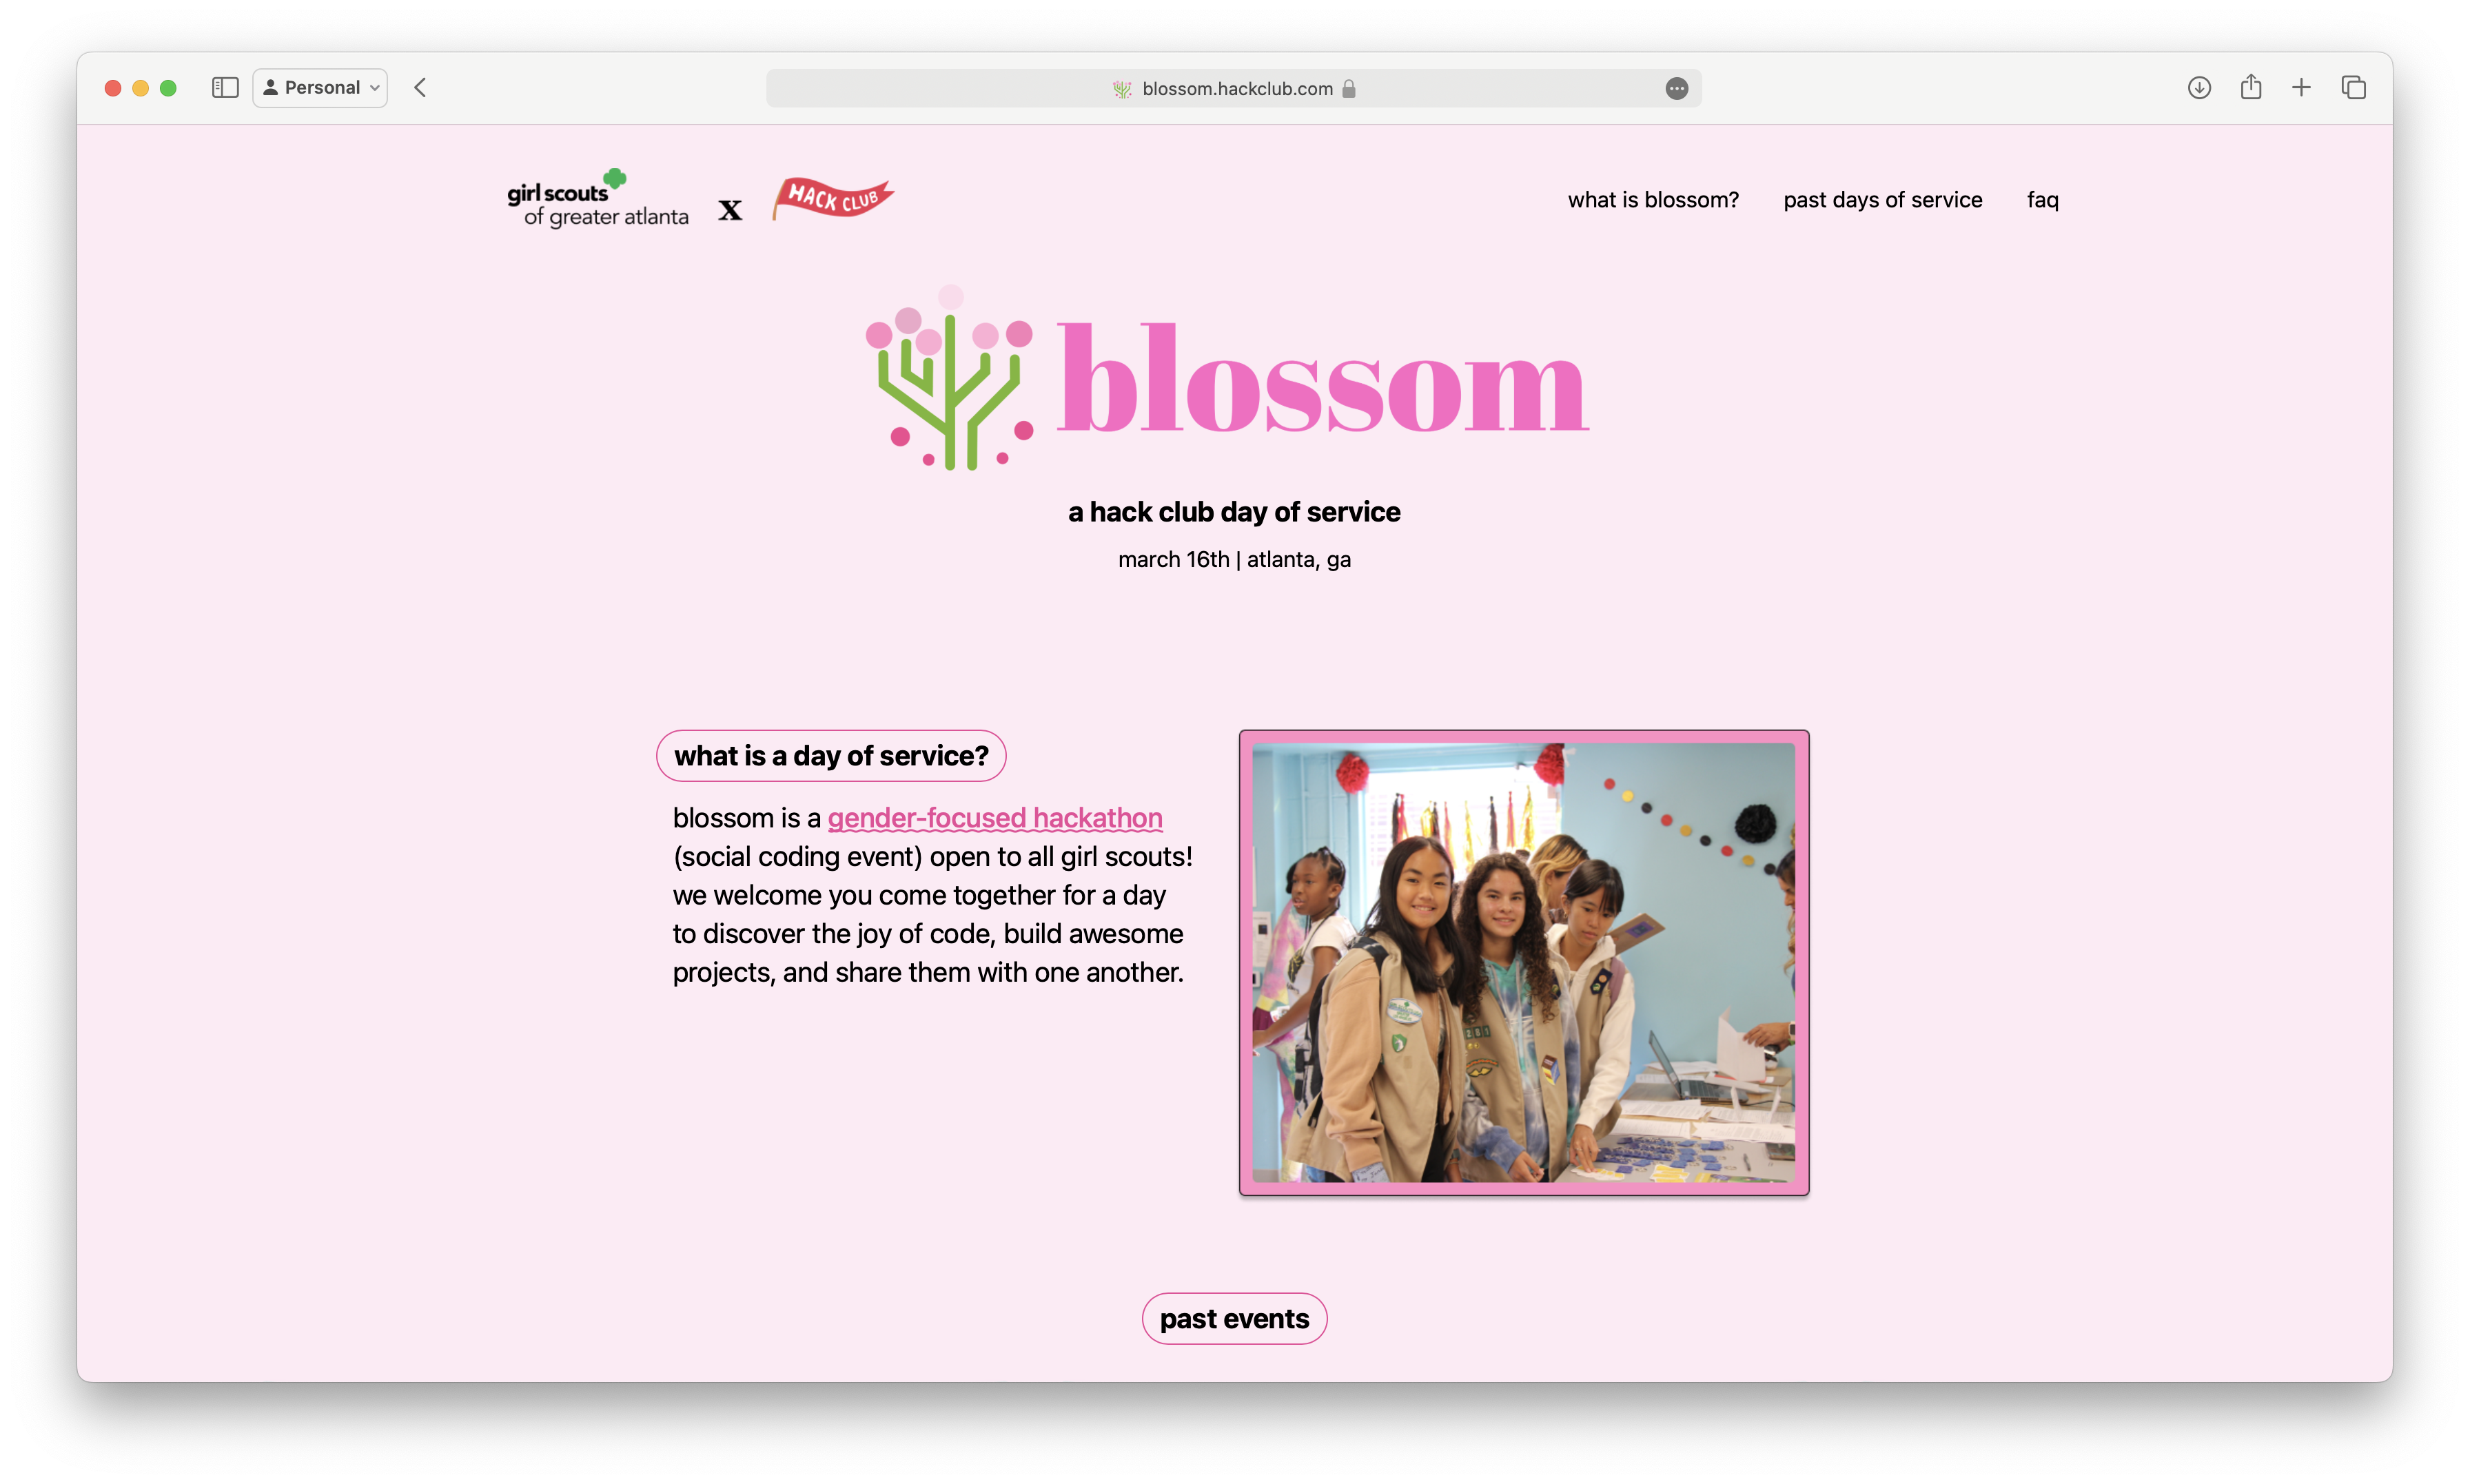 Personal
blossom.hackclub.com
girl scouts
of greater atlanta
x
HACK CLUB
what is blossom? past days of service faq
blossom
a hack club day of service
march 16th | atlanta, ga
what is a day of service?
blossom is a gender-focused hackathon
(social coding event) open to all girl scouts!
we welcome you come together for a day
to discover the joy of code, build awesome
projects, and share them with one another.
past events